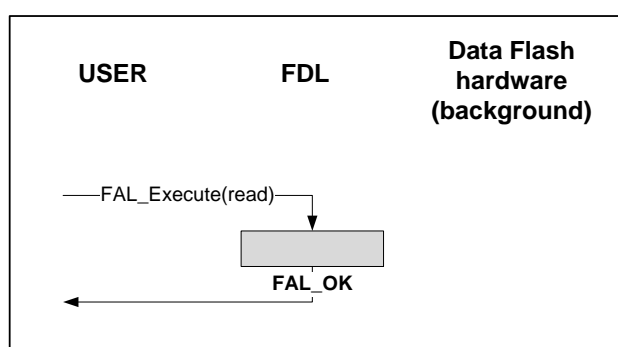 USER
FDL
Data Flash
hardware
(background)
FAL_Execute(read)
FAL_OK